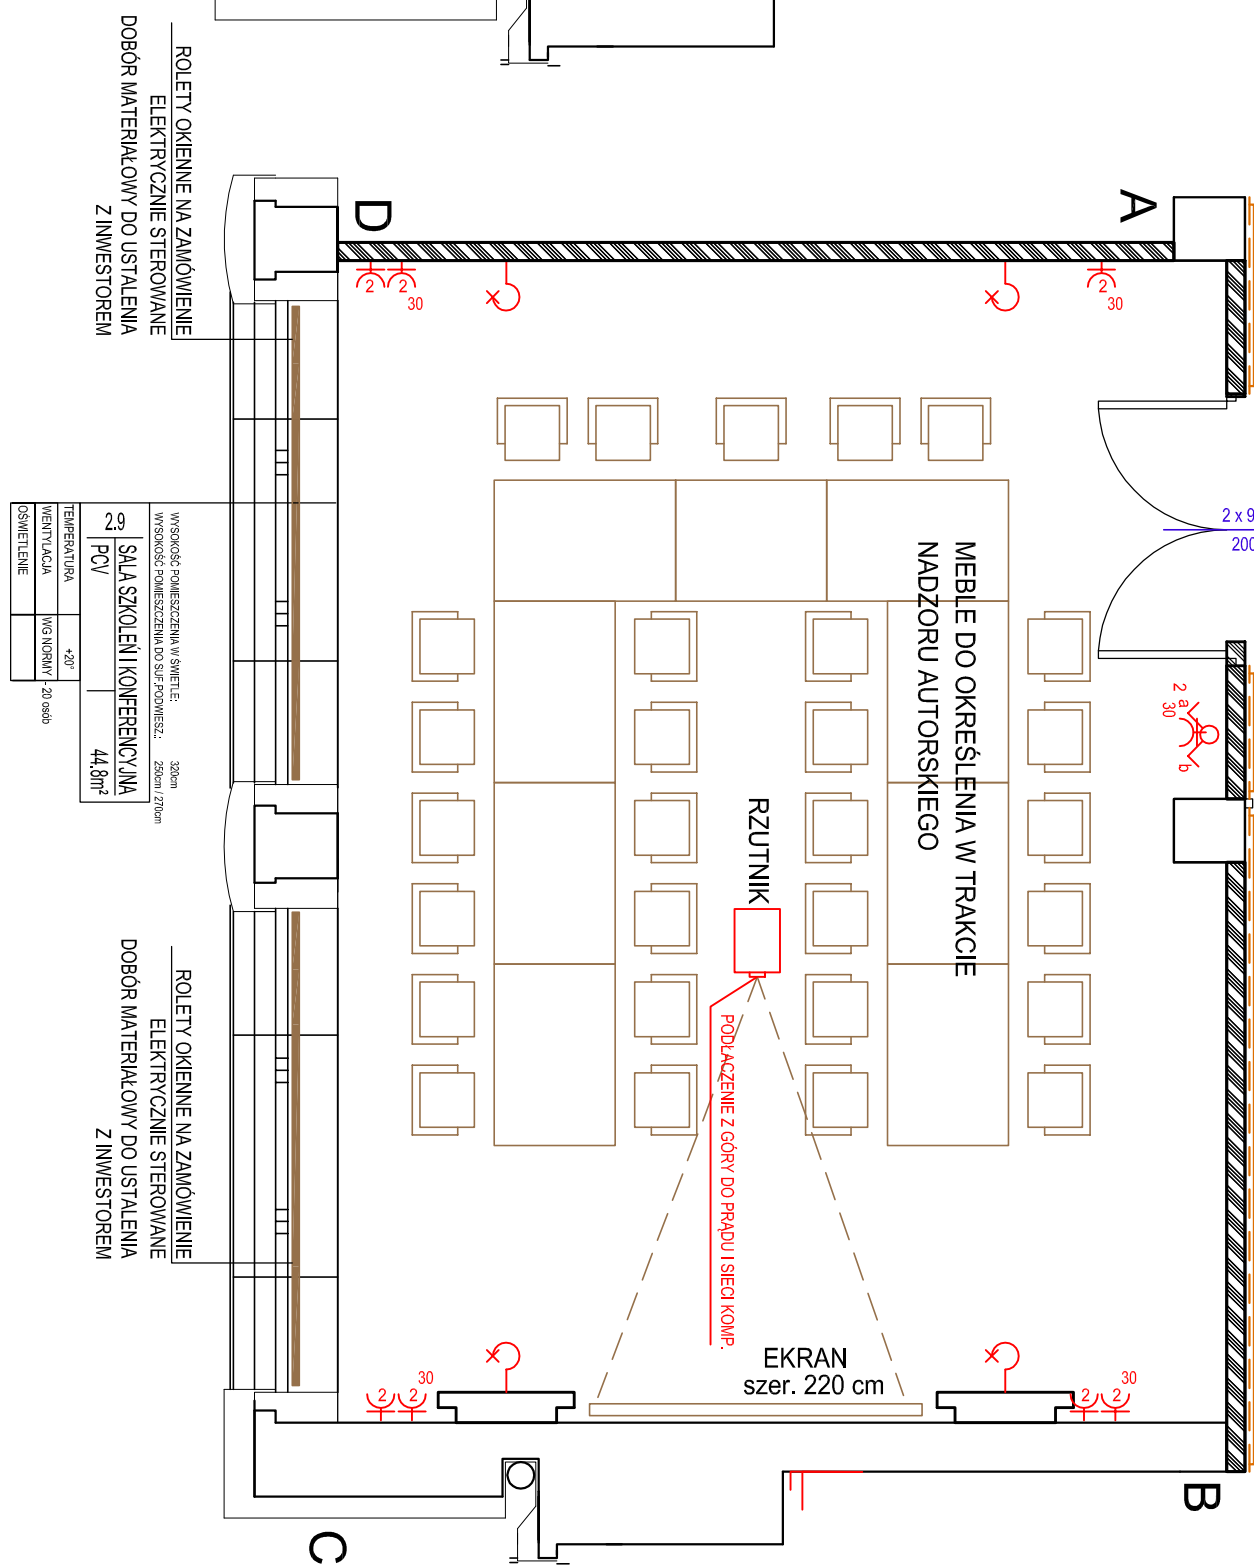 ROLETY OKIENNE NA ZAMÓWIENIE
ELEKTRYCZNIE STEROWANE
DOBÓR MATERIAŁOWY DO USTALENIA
Z INWESTOREM
D
A
2
2
30
2
30
2 x 9
200
MEBLE DO OKREŚLENIA W TRAKCIE
NADZORU AUTORSKIEGO
2 a
30
b
RZUTNIK
PODŁACZENIE Z GÓRY DO PRĄDU I SIECI KOMP.
WYSOKOŚĆ POMIESZCZENIA W ŚWIETLE: 320cm
WYSOKOŚĆ POMIESZCZENIA DO SUF.PODWIESZ.: 250cm / 270cm
2.9 SALA SZKOLEŃ I KONFERENCYJNA
PCV 44.8m²
TEMPERATURA +20°
WENTYLACJA WG NORMY - 20 osób
OŚWIETLENIE
ROLETY OKIENNE NA ZAMÓWIENIE
ELEKTRYCZNIE STEROWANE
DOBÓR MATERIAŁOWY DO USTALENIA
Z INWESTOREM
EKRAN
szer. 220 cm
2
2
30
2
2
30
B
C